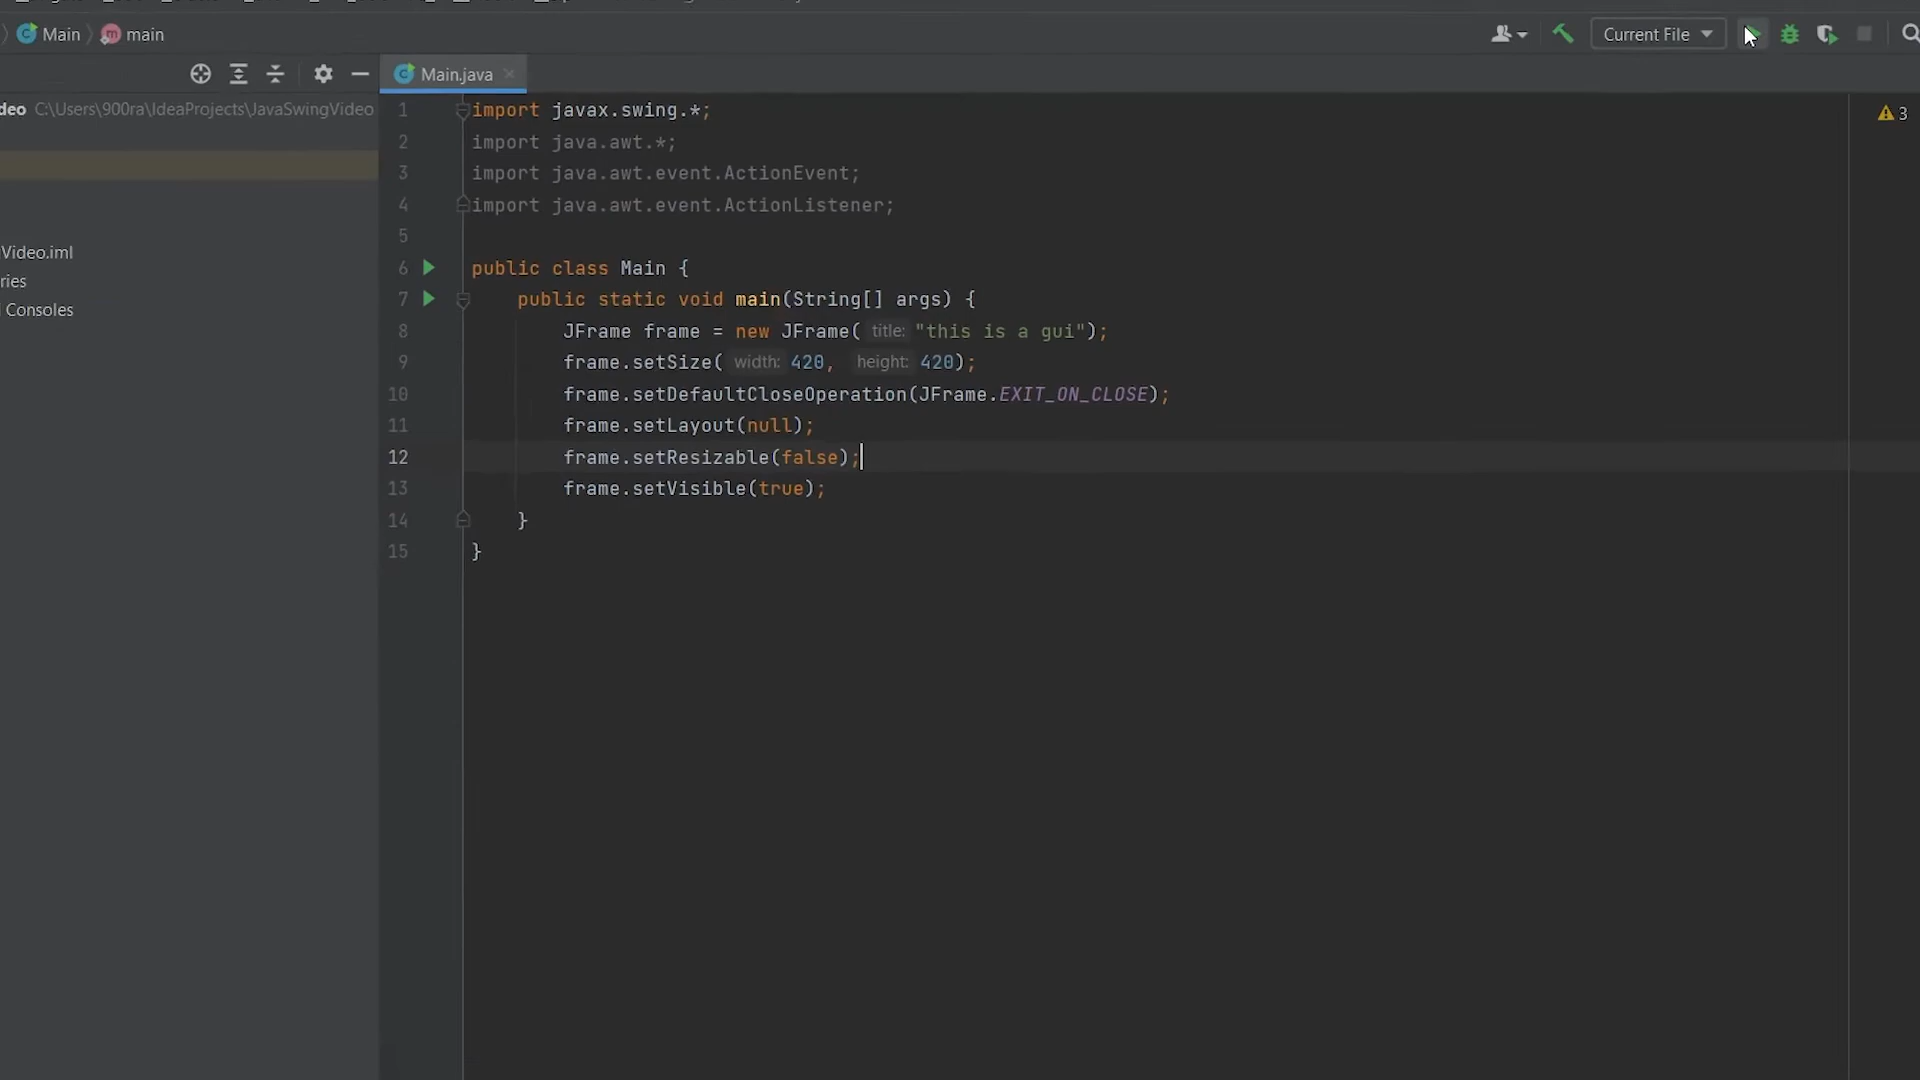 Main main Current File
Main.java
deo C:\Users\900ra\IdeaProjects\JavaSwingVideo
Video.iml
ries
Consoles
3
1 import javax.swing.*;
2 import java.awt.*;
3 import java.awt.event.ActionEvent;
4 import java.awt.event.ActionListener;
5
6 public class Main {
7 public static void main(String[] args) {
8 JFrame frame = new JFrame( title: "this is a gui");
9 frame.setSize( width: 420, height: 420);
10 frame.setDefaultCloseOperation(JFrame.EXIT_ON_CLOSE);
11 frame.setLayout(null);
12 frame.setResizable(false);
13 frame.setVisible(true);
14 }
15 }